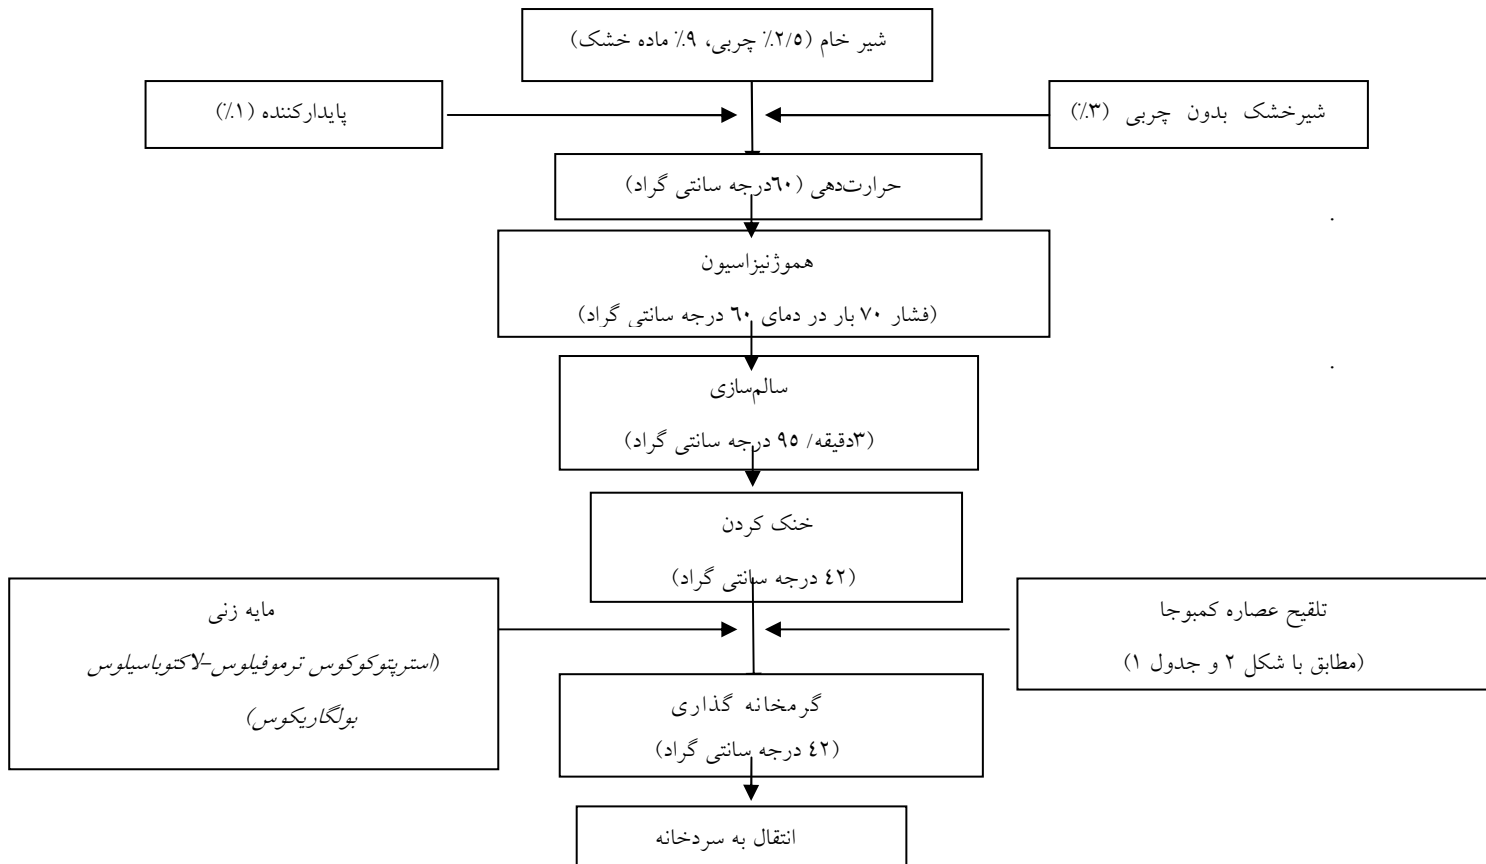 شیر خام (۲/۵٪ چربی، ۹٪ ماده خشک)
شیرخشک بدون چربی (۳٪)
پایدارکننده (۱٪)
حرارت‌دهی (۶۰درجه سانتی گراد)
هموژنیزاسیون
(فشار ۷۰ بار در دمای ۶۰ درجه سانتی گراد)
سالم‌سازی
(۳دقیقه/ ۹۵ درجه سانتی گراد)
خنک کردن
(۴۲ درجه سانتی گراد)
تلقیح عصاره کمبوجا
(مطابق با شکل ۲ و جدول ۱)
مایه زنی
(استرپتوکوکوس ترموفیلوس-لاکتوباسیلوس
بولگاریکوس)
گرمخانه گذاری
(۴۲ درجه سانتی گراد)
انتقال به سردخانه